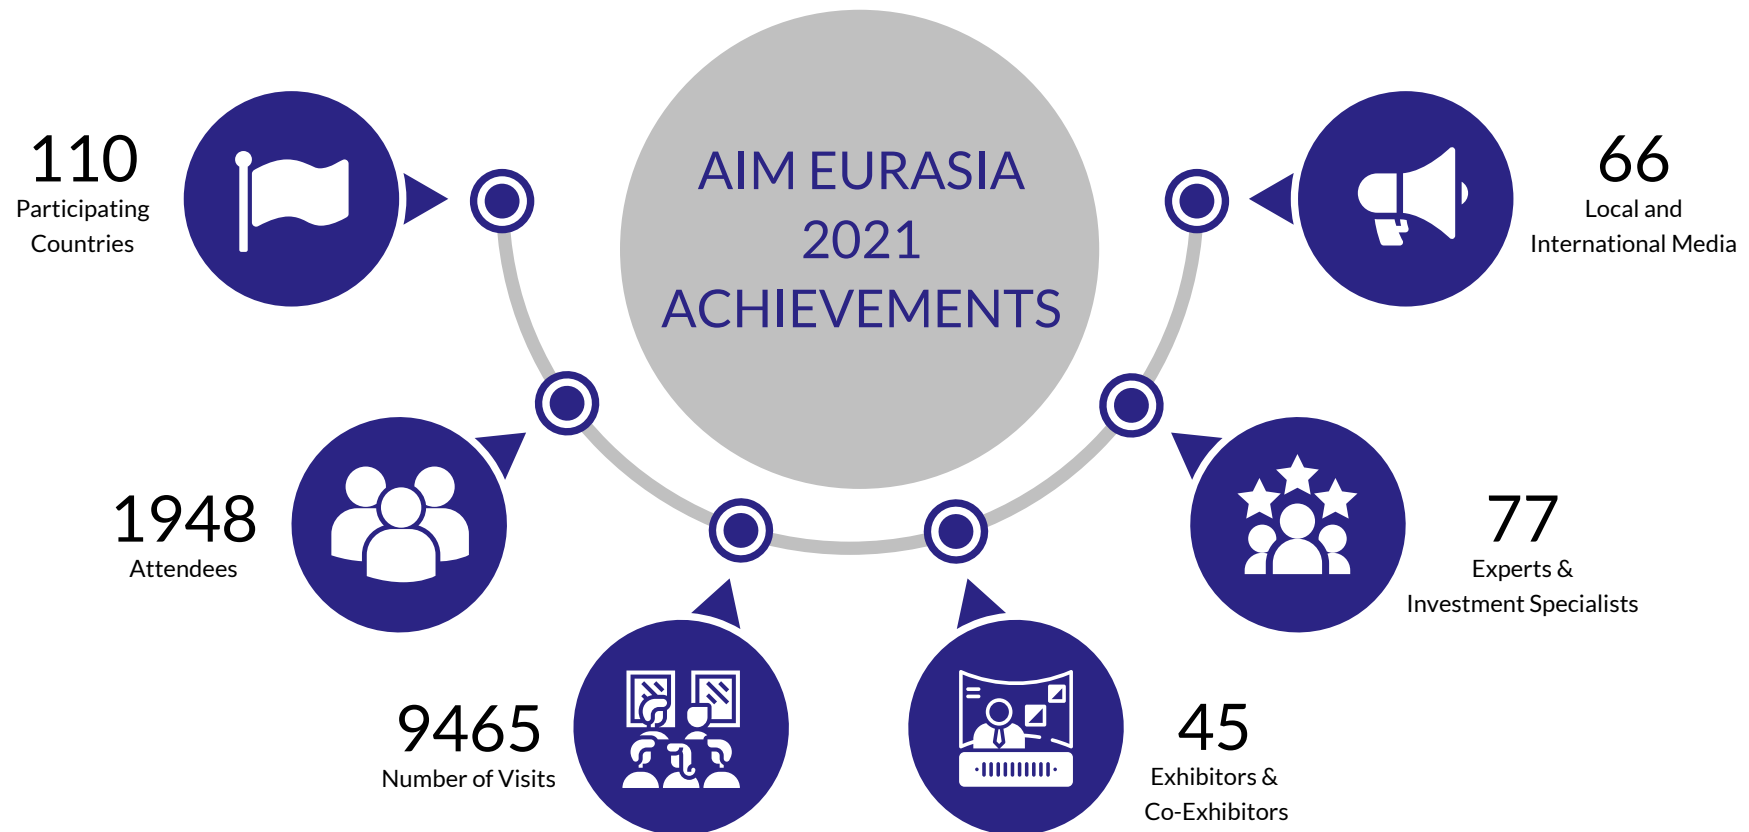 AIM EURASIA
2021
ACHIEVEMENTS
110
Participating
Countries
1948
Attendees
9465
Number of Visits
45
Exhibitors &
Co-Exhibitors
77
Experts &
Investment Specialists
66
Local and
International Media